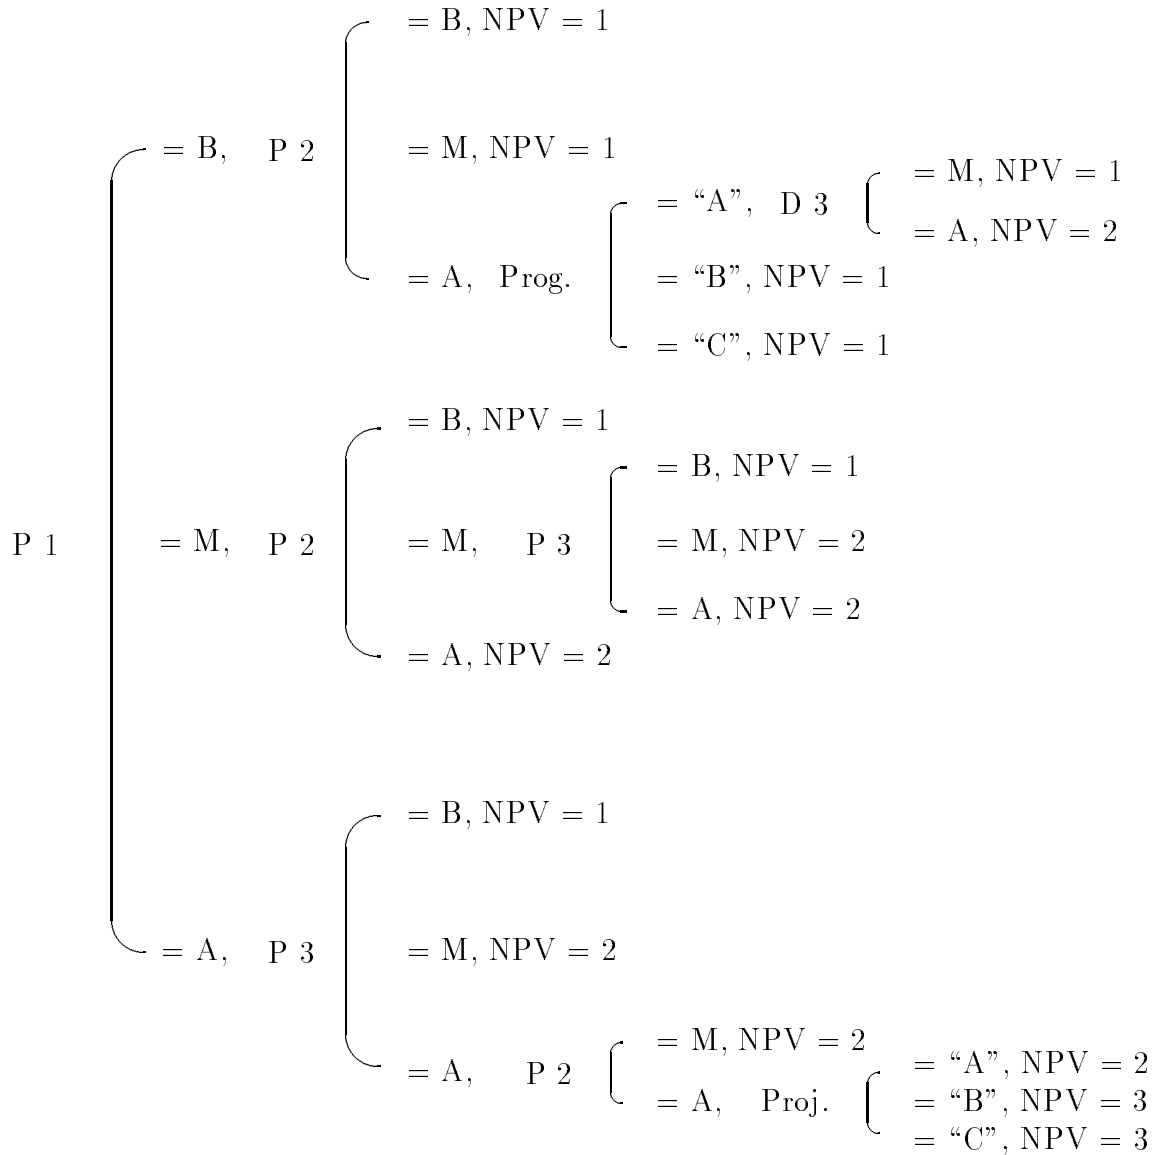 = B, NPV = 1
= B, P 2
= M, NPV = 1
= “A”, D 3
= M, NPV = 1
= A, NPV = 2
= A, Prog.
= “B”, NPV = 1
= “C”, NPV = 1
= B, NPV = 1
= B, NPV = 1
P 1
= M, P 2
= M, P 3
= M, NPV = 2
= A, NPV = 2
= A, NPV = 2
= B, NPV = 1
= A, P 3
= M, NPV = 2
= A, P 2
= M, NPV = 2
= A, Proj.
= “A”, NPV = 2
= “B”, NPV = 3
= “C”, NPV = 3